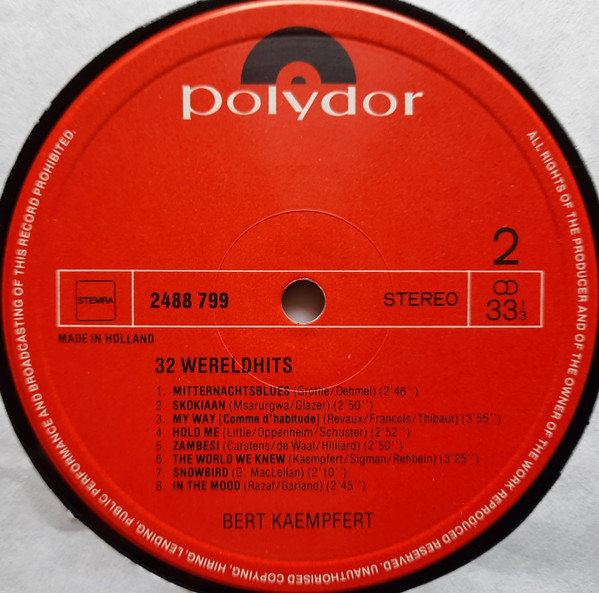 polydor
ALL RIGHTS OF THE PRODUCER AND OF THE OWNER OF THE WORK REPRODUCED RESERVED. UNAUTHORISED COPYING, HIRING, LENDING, PUBLIC PERFORMANCE AND BROADCASTING OF THIS RECORD PROHIBITED.
2
STEMRA
2488 799
STEREO
33 1/3
MADE IN HOLLAND
32 WERELDHITS
1. MITTERNACHTSBLUES (Grothe/Dehmel) (2'46'')
2. SKOKIAAN (Msarurgwa/Glazer) (2'50'')
3. MY WAY [Comme d'habitude] (Revaux/Francois/Thibaut) (3'55'')
4. HOLD ME (Little/Oppenheim/Schuster) (2'52'')
5. ZAMBESI (Carstens/de Waal/Hilliard) (2'50'')
6. THE WORLD WE KNEW (Kaempfert/Sigman/Rehbein) (3'25'')
7. SNOWBIRD (G. MacLellan) (2'10'')
8. IN THE MOOD (Razaf/Garland) (2'45'')
BERT KAEMPFERT